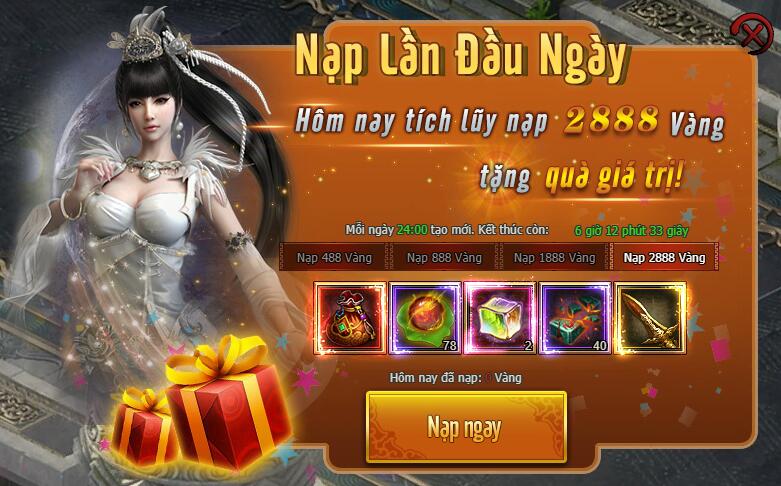 Nạp Lần Đầu Ngày
Hôm nay tích lũy nạp 2888 Vàng
tặng quà giá trị!
Mỗi ngày 24:00 tạo mới. Kết thúc còn: 6 giờ 12 phút 33 giây
Nạp 488 Vàng Nạp 888 Vàng Nạp 1888 Vàng Nạp 2888 Vàng
78 2 40
Hôm nay đã nạp: 0 Vàng
Nạp ngay